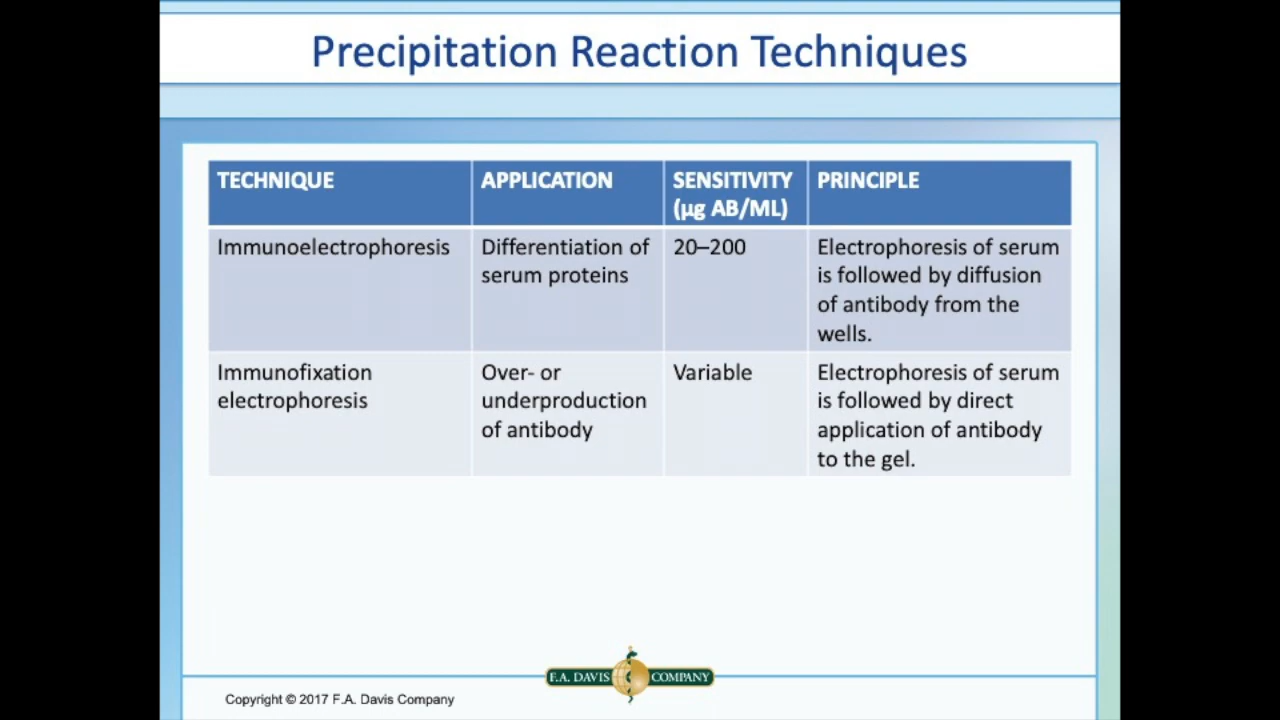 Precipitation Reaction Techniques
TECHNIQUE
APPLICATION
SENSITIVITY
(µg AB/ML)
PRINCIPLE
Immunoelectrophoresis
Differentiation of
serum proteins
20–200
Electrophoresis of serum
is followed by diffusion
of antibody from the
wells.
Immunofixation
electrophoresis
Over- or
underproduction
of antibody
Variable
Electrophoresis of serum
is followed by direct
application of antibody
to the gel.
F.A. DAVIS COMPANY
Copyright © 2017 F.A. Davis Company